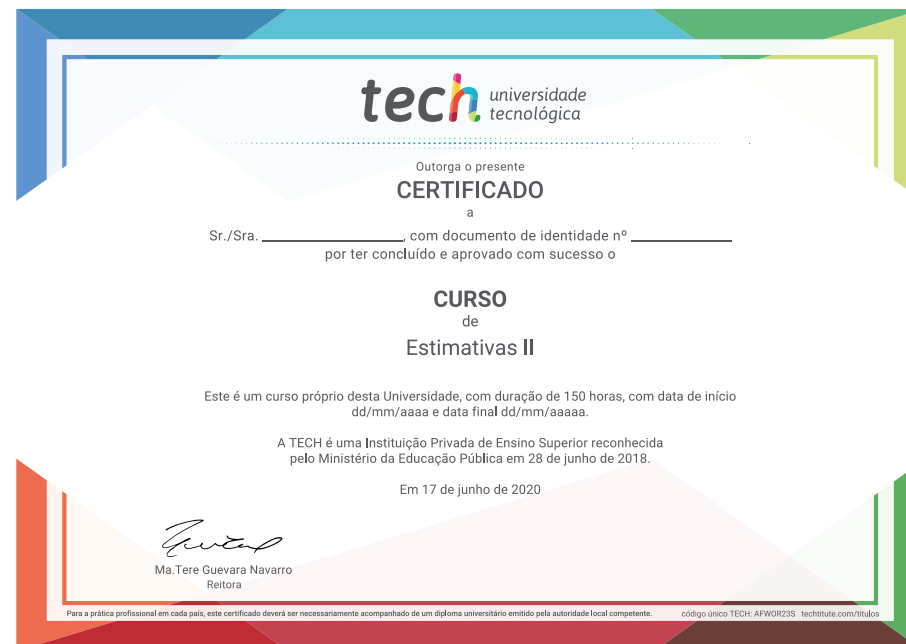 tech universidade
tecnológica
Outorga o presente
CERTIFICADO
a
Sr./Sra. ________________, com documento de identidade nº ____________
por ter concluído e aprovado com sucesso o
CURSO
de
Estimativas II
Este é um curso próprio desta Universidade, com duração de 150 horas, com data de início
dd/mm/aaaa e data final dd/mm/aaaaa.
A TECH é uma Instituição Privada de Ensino Superior reconhecida
pelo Ministério da Educação Pública em 28 de junho de 2018.
Em 17 de junho de 2020
Ma.Tere Guevara Navarro
Reitora
Para a prática profissional em cada país, este certificado deverá ser necessariamente acompanhado de um diploma universitário emitido pela autoridade local competente. código único TECH: AFWOR23S techtitute.com/titulos